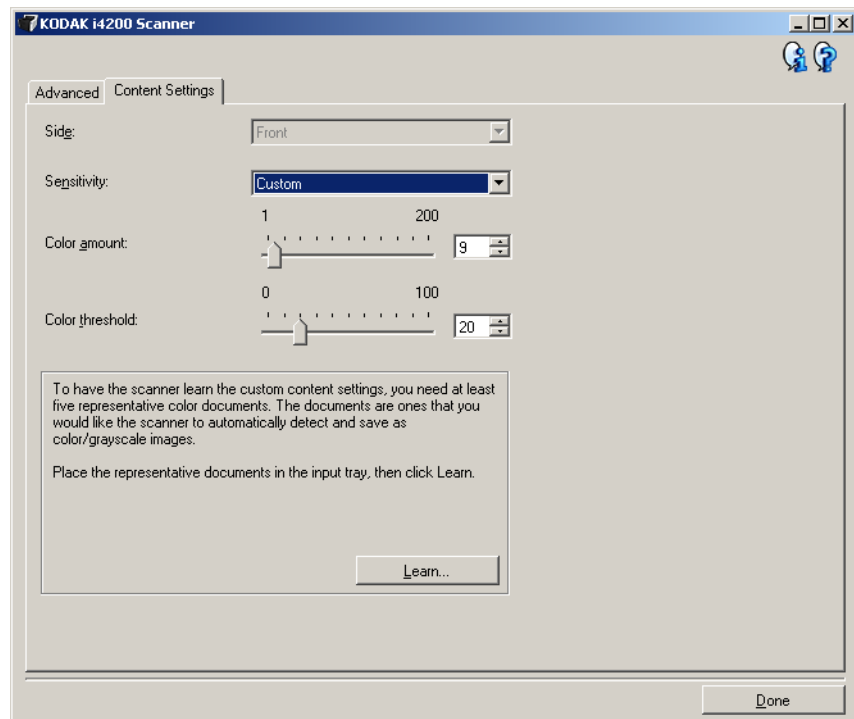 KODAK i4200 Scanner
Advanced Content Settings
Side: Front
Sensitivity: Custom
1 200
Color amount: 9
0 100
Color threshold: 20
To have the scanner learn the custom content settings, you need at least
five representative color documents. The documents are ones that you
would like the scanner to automatically detect and save as
color/grayscale images.
Place the representative documents in the input tray, then click Learn.
Learn...
Done